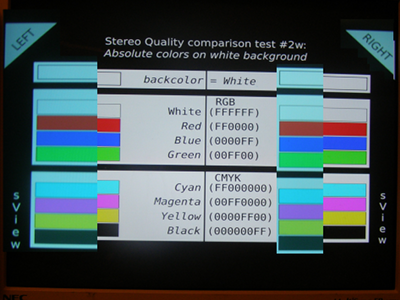 LEFT
RIGHT
Stereo Quality comparison test #2w:
Absolute colors on white background
backcolor = White
RGB
White (FFFFFF)
Red (FF0000)
Blue (0000FF)
Green (00FF00)
CMYK
Cyan (FF000000)
Magenta (00FF0000)
Yellow (0000FF00)
Black (000000FF)
sView
sView